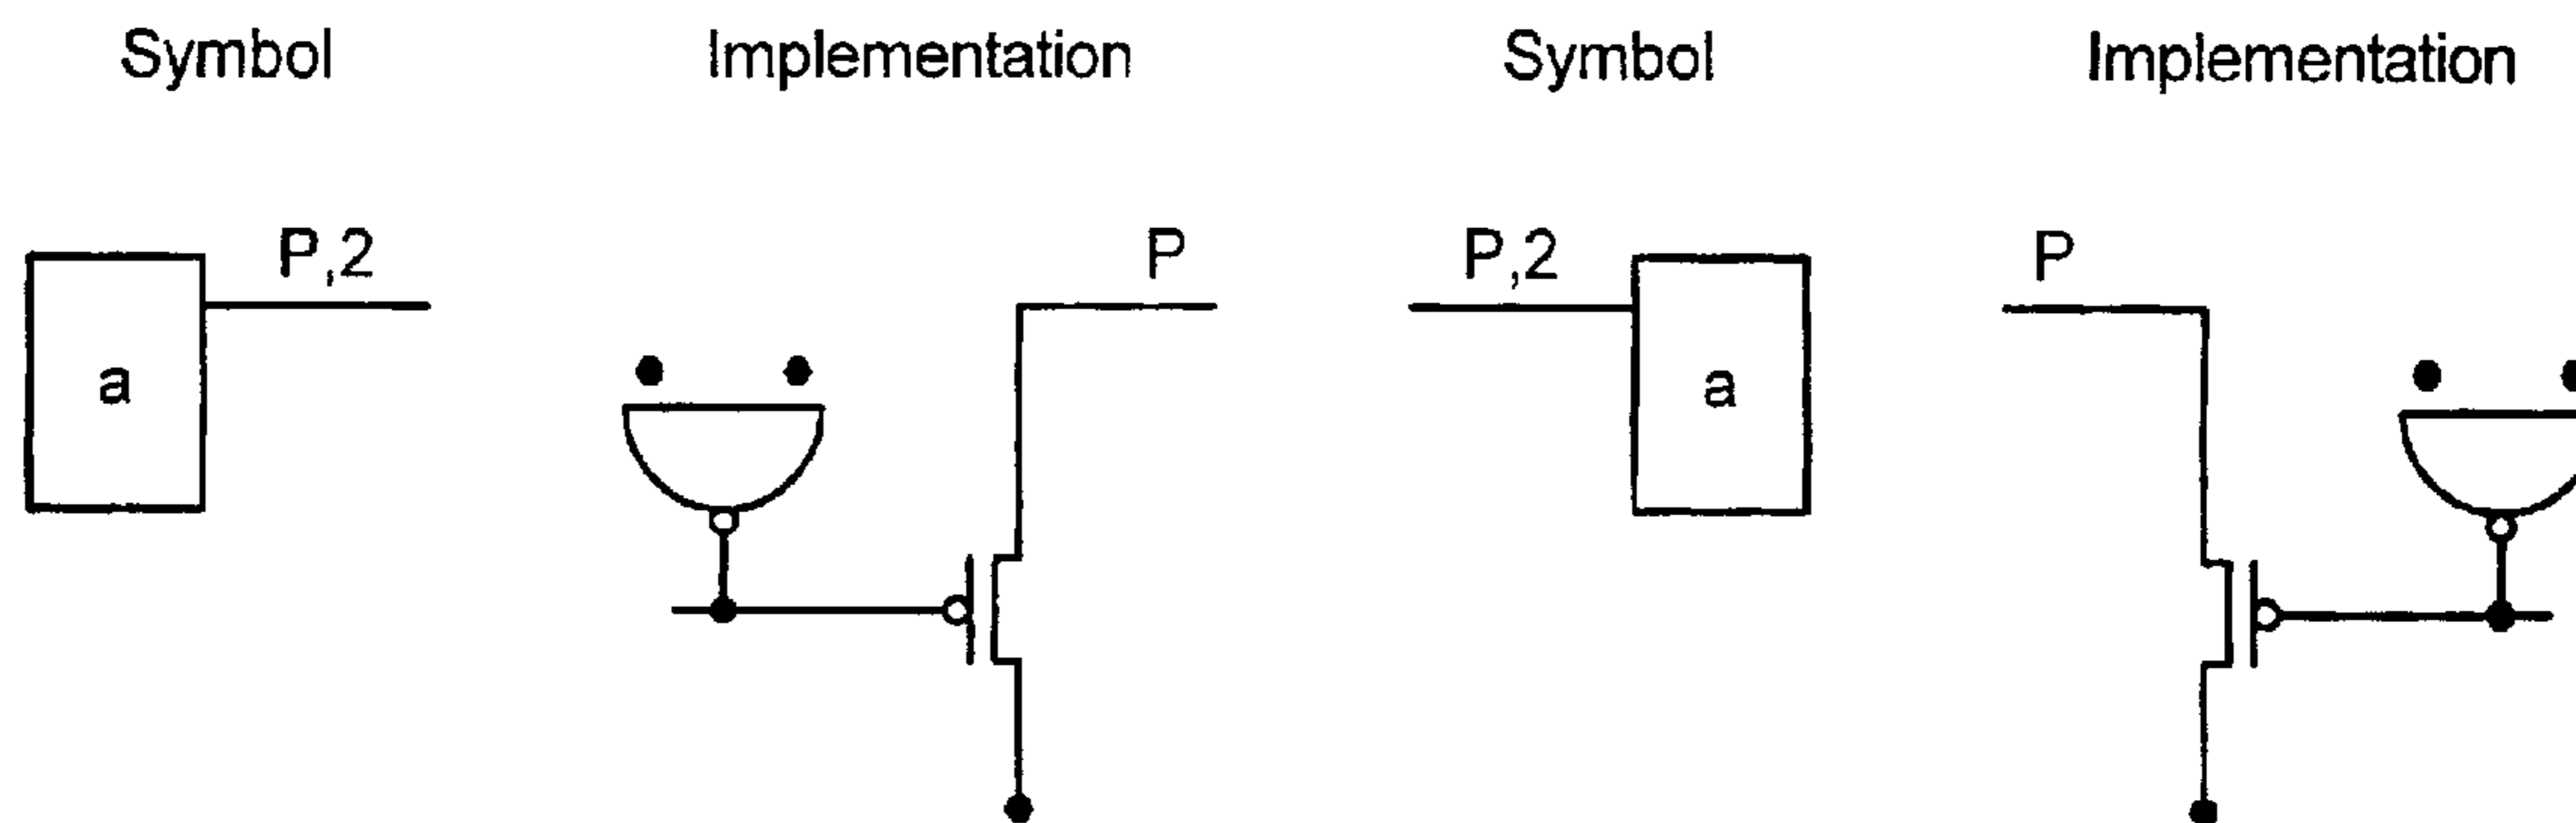 Symbol Implementation Symbol Implementation
P,2 P P,2 P
a a